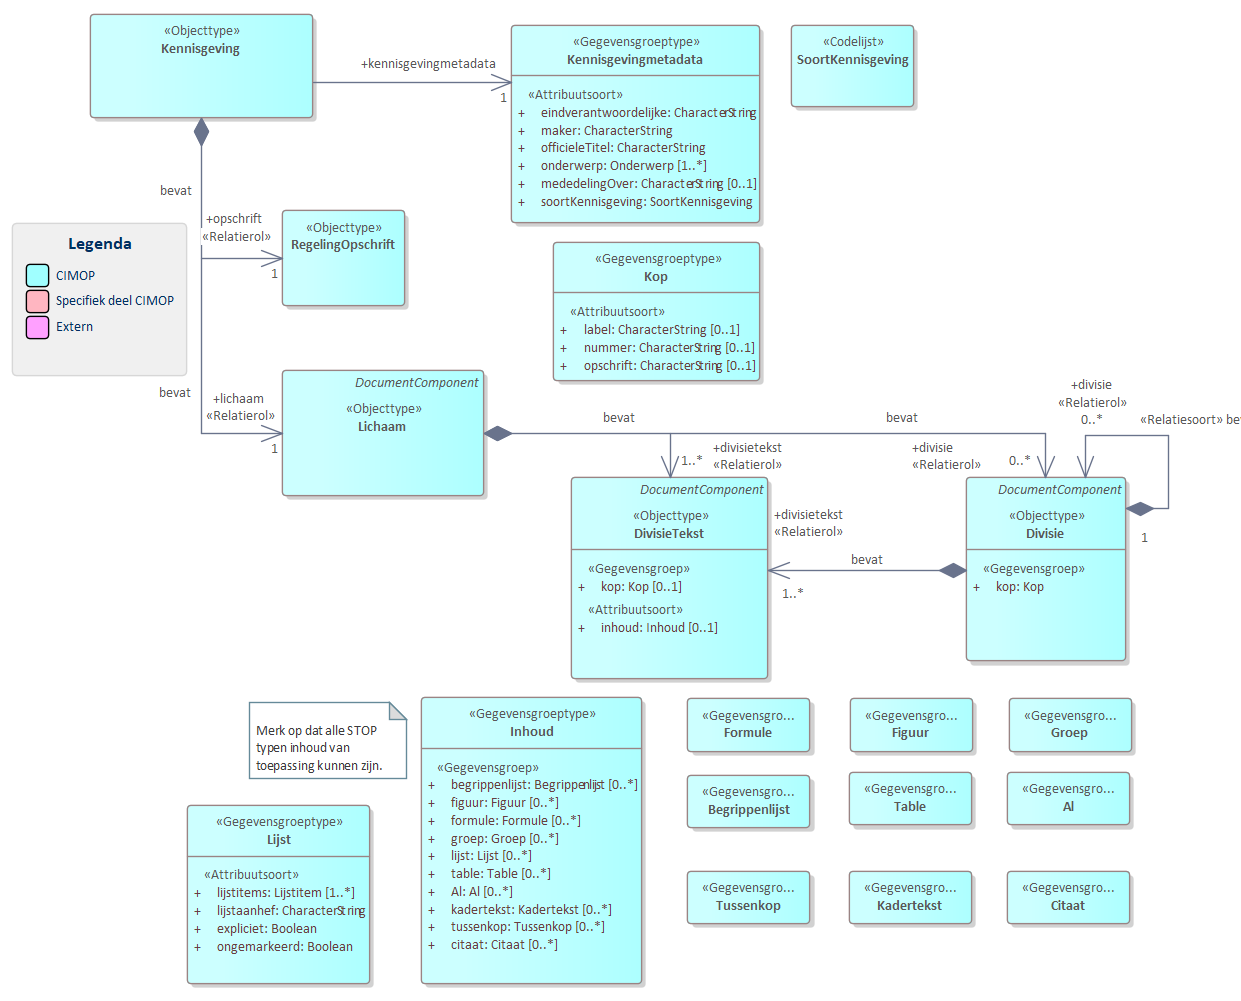 «Objecttype»
Kennisgeving
+kennisgevingmetadata
1
«Gegevensgroeptype»
Kennisgevingmetadata
«Attribuutsoort»
+ eindverantwoordelijke: CharacterString
+ maker: CharacterString
+ officieleTitel: CharacterString
+ onderwerp: Onderwerp [1..*]
+ mededelingOver: CharacterString [0..1]
+ soortKennisgeving: SoortKennisgeving
«Codelijst»
SoortKennisgeving
bevat
+opschrift
«Relatierol»
1
«Objecttype»
RegelingOpschrift
Legenda
CIMOP
Specifiek deel CIMOP
Extern
«Gegevensgroeptype»
Kop
«Attribuutsoort»
+ label: CharacterString [0..1]
+ nummer: CharacterString [0..1]
+ opschrift: CharacterString [0..1]
bevat
+lichaam
«Relatierol»
1
DocumentComponent
«Objecttype»
Lichaam
bevat
bevat
+divisietekst
«Relatierol»
1..*
+divisie
«Relatierol»
0..*
+divisie
«Relatierol»
0..*
«Relatiesoort» be
1
DocumentComponent
«Objecttype»
DivisieTekst
«Gegevensgroep»
+ kop: Kop [0..1]
«Attribuutsoort»
+ inhoud: Inhoud [0..1]
+divisietekst
«Relatierol»
bevat
1..*
DocumentComponent
«Objecttype»
Divisie
«Gegevensgroep»
+ kop: Kop
Merk op dat alle STOP
typen inhoud van
toepassing kunnen zijn.
«Gegevensgroeptype»
Lijst
«Attribuutsoort»
+ lijstitems: Lijstitem [1..*]
+ lijstaanhef: CharacterString
+ expliciet: Boolean
+ ongemarkeerd: Boolean
«Gegevensgroeptype»
Inhoud
«Gegevensgroep»
+ begrippenlijst: Begrippenlijst [0..*]
+ figuur: Figuur [0..*]
+ formule: Formule [0..*]
+ groep: Groep [0..*]
+ lijst: Lijst [0..*]
+ table: Table [0..*]
+ Al: Al [0..*]
+ kadertekst: Kadertekst [0..*]
+ tussenkop: Tussenkop [0..*]
+ citaat: Citaat [0..*]
«Gegevensgro...
Formule
«Gegevensgro...
Figuur
«Gegevensgro...
Groep
«Gegevensgro...
Begrippenlijst
«Gegevensgro...
Table
«Gegevensgro...
Al
«Gegevensgro...
Tussenkop
«Gegevensgro...
Kadertekst
«Gegevensgro...
Citaat